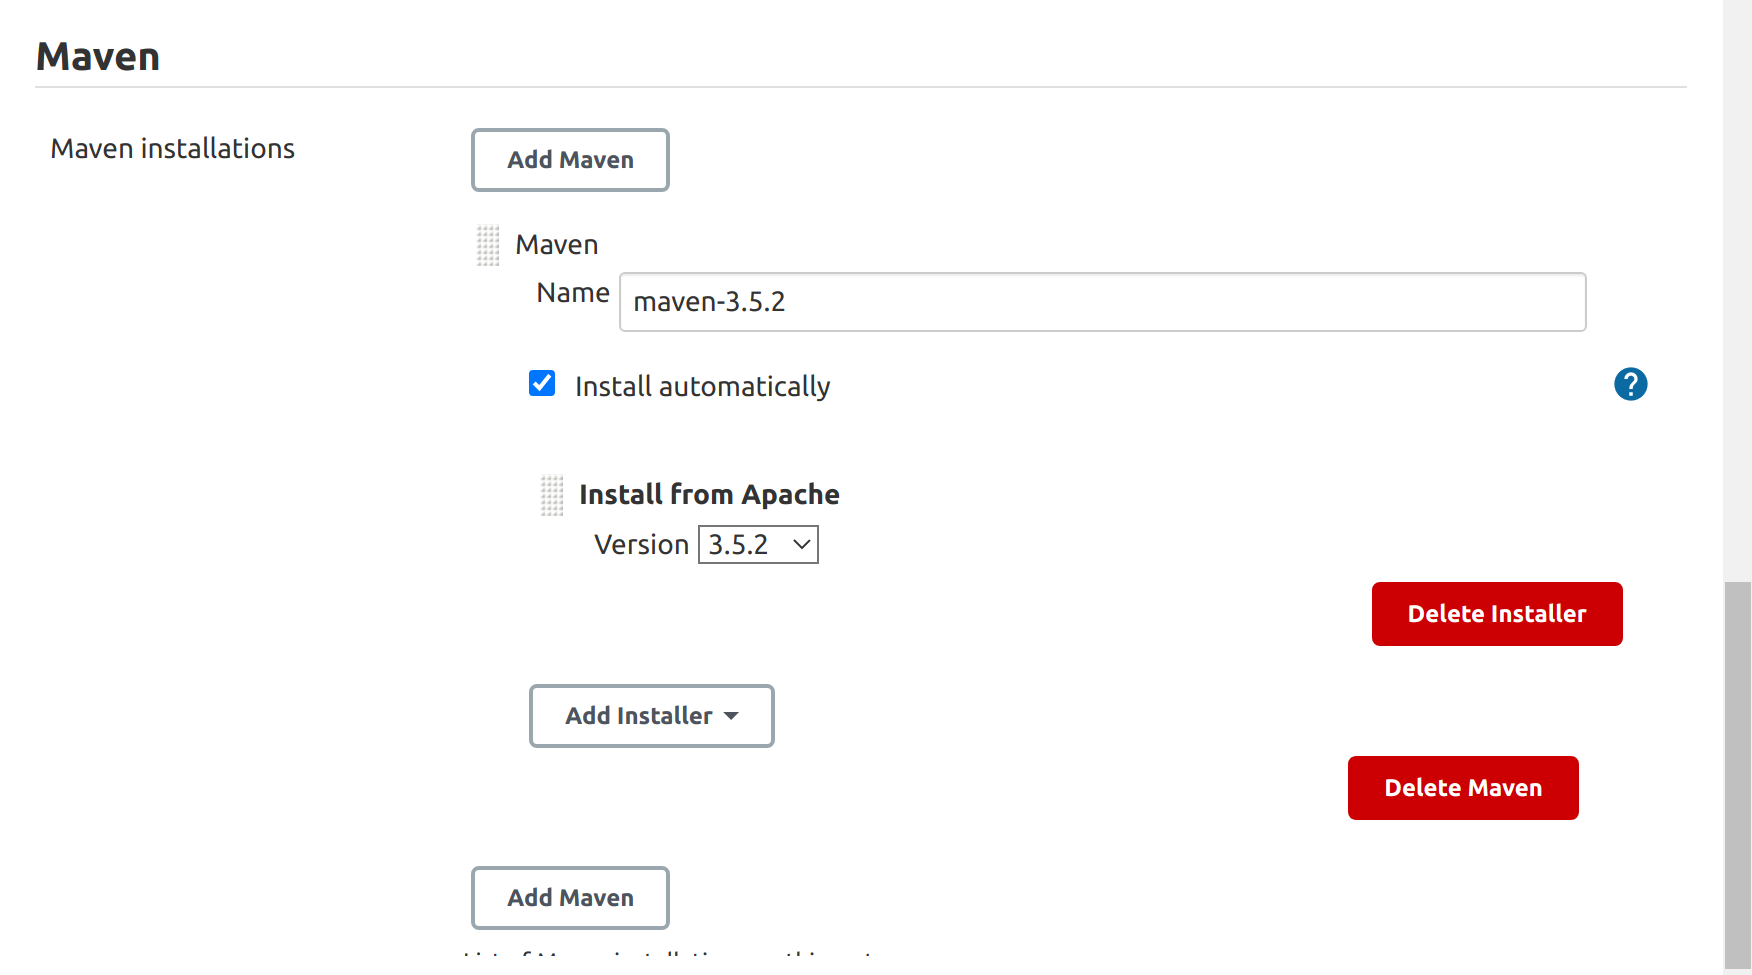 Maven
Maven installations
Add Maven
Maven
Name maven-3.5.2
Install automatically
?
Install from Apache
Version 3.5.2
Delete Installer
Add Installer
Delete Maven
Add Maven